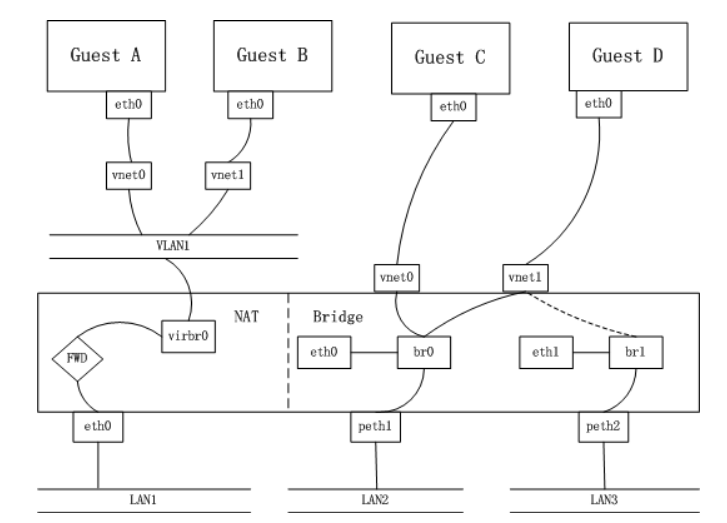 Guest A
Guest B
Guest C
Guest D
eth0
eth0
eth0
eth0
vnet0
vnet1
VLAN1
vnet0
vnet1
NAT
Bridge
virbr0
FWD
eth0
br0
eth1
br1
eth0
peth1
peth2
LAN1
LAN2
LAN3